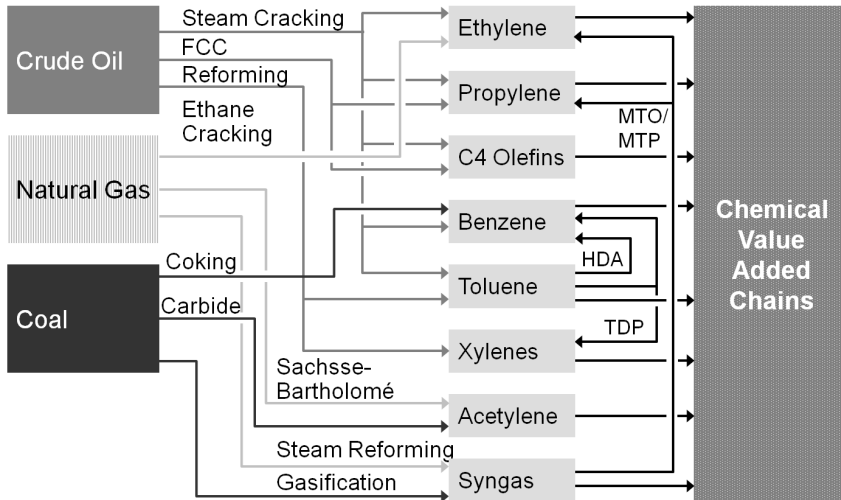 Steam Cracking
FCC
Reforming
Crude Oil
Ethane
Cracking
Natural Gas
Coking
Carbide
Coal
Sachsse-
Bartholomé
Steam Reforming
Gasification
Ethylene
Propylene
C4 Olefins
Benzene
Toluene
Xylenes
Acetylene
Syngas
MTO/
MTP
HDA
TDP
Chemical
Value
Added
Chains